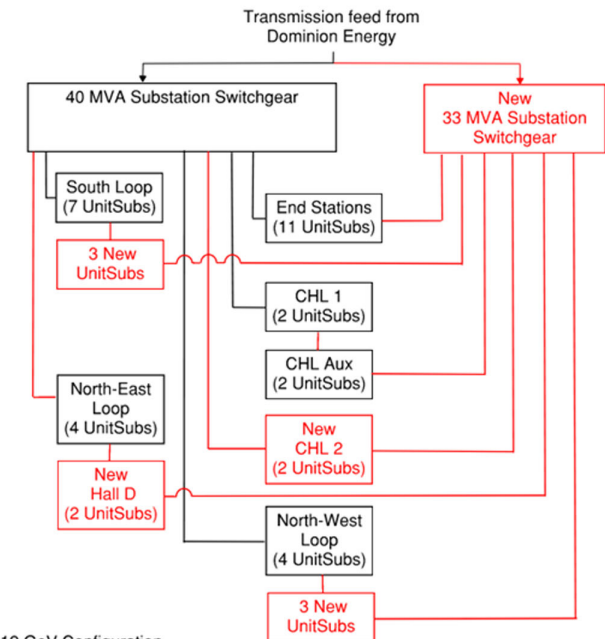 Transmission feed from
Dominion Energy
40 MVA Substation Switchgear
New
33 MVA Substation
Switchgear
South Loop
(7 UnitSubs)
3 New
UnitSubs
End Stations
(11 UnitSubs)
CHL 1
(2 UnitSubs)
CHL Aux
(2 UnitSubs)
North-East
Loop
(4 UnitSubs)
New
CHL 2
(2 UnitSubs)
New
Hall D
(2 UnitSubs)
North-West
Loop
(4 UnitSubs)
3 New
UnitSubs